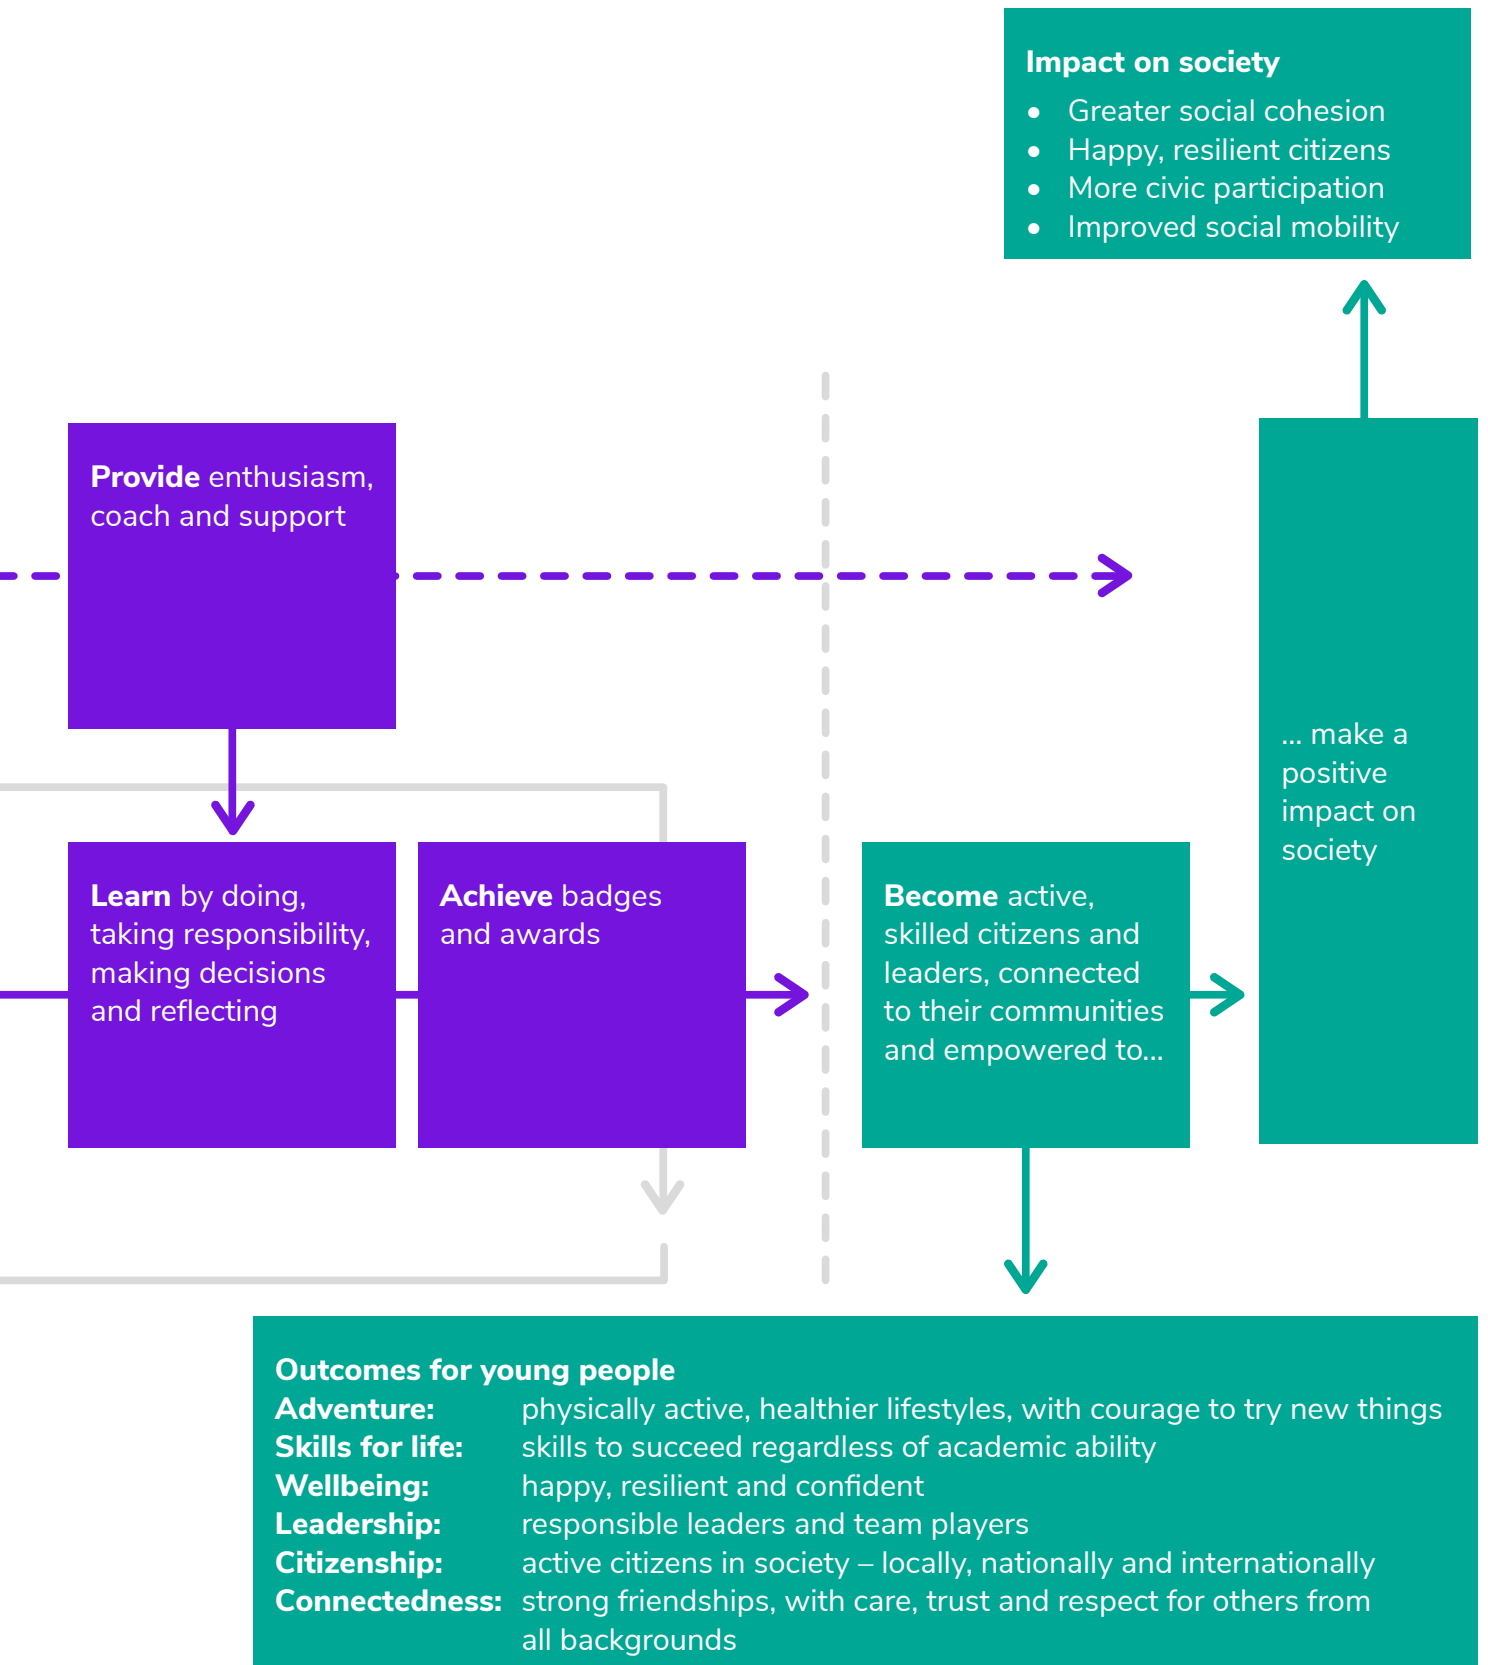 Impact on society
• Greater social cohesion
• Happy, resilient citizens
• More civic participation
• Improved social mobility
Provide enthusiasm,
coach and support
Learn by doing,
taking responsibility,
making decisions
and reflecting
Achieve badges
and awards
Become active,
skilled citizens and
leaders, connected
to their communities
and empowered to...
... make a
positive
impact on
society
Outcomes for young people
Adventure: physically active, healthier lifestyles, with courage to try new things
Skills for life: skills to succeed regardless of academic ability
Wellbeing: happy, resilient and confident
Leadership: responsible leaders and team players
Citizenship: active citizens in society – locally, nationally and internationally
Connectedness: strong friendships, with care, trust and respect for others from
all backgrounds